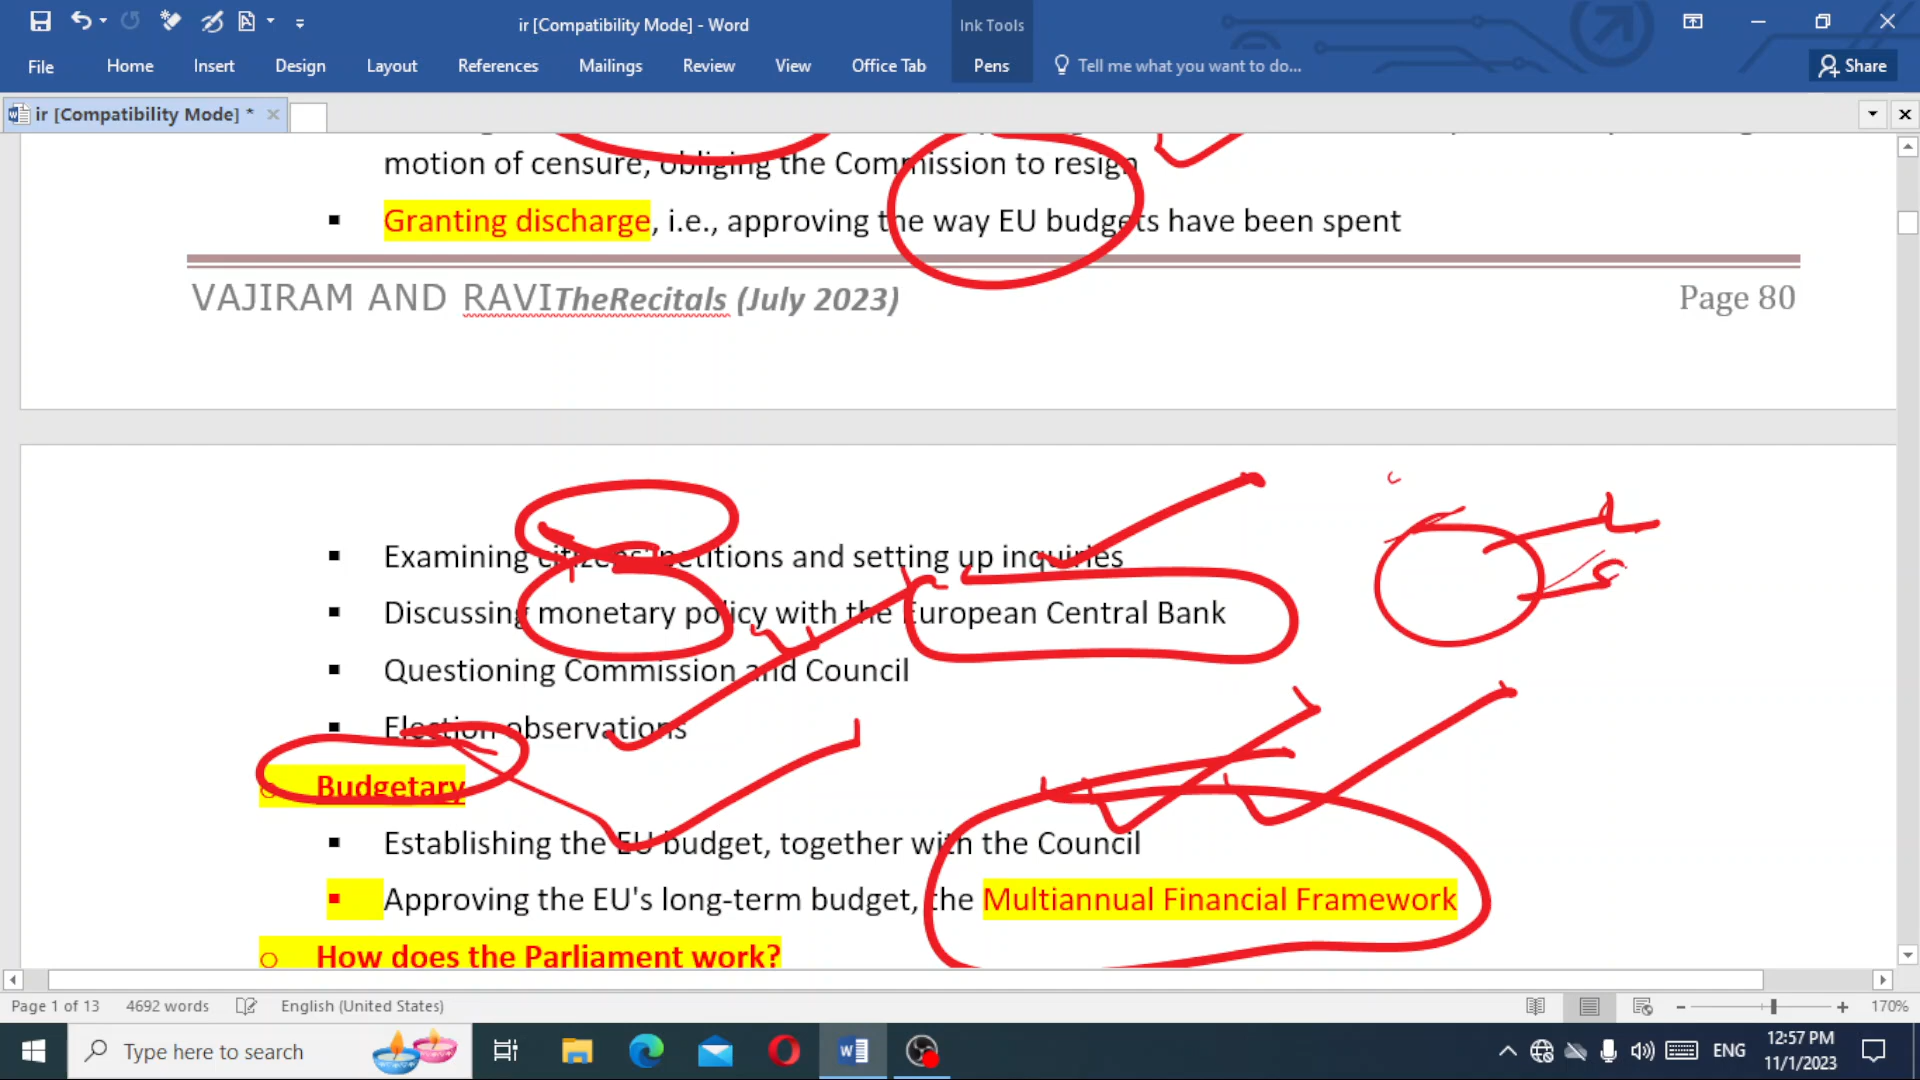 ir [Compatibility Mode] - Word
Ink Tools
File Home Insert Design Layout References Mailings Review View Office Tab Pens Tell me what you want to do... Share
ir [Compatibility Mode] *
motion of censure, obliging the Commission to resign
▪ Granting discharge, i.e., approving the way EU budgets have been spent
VAJIRAM AND RAVITheRecitals (July 2023) Page 80
▪ Examining citizens' petitions and setting up inquiries
▪ Discussing monetary policy with the European Central Bank
▪ Questioning Commission and Council
▪ Election observations
o Budgetary
▪ Establishing the EU budget, together with the Council
▪ Approving the EU's long-term budget, the Multiannual Financial Framework
o How does the Parliament work?
Page 1 of 13 4692 words English (United States) 170%
Type here to search
ENG
12:57 PM
11/1/2023